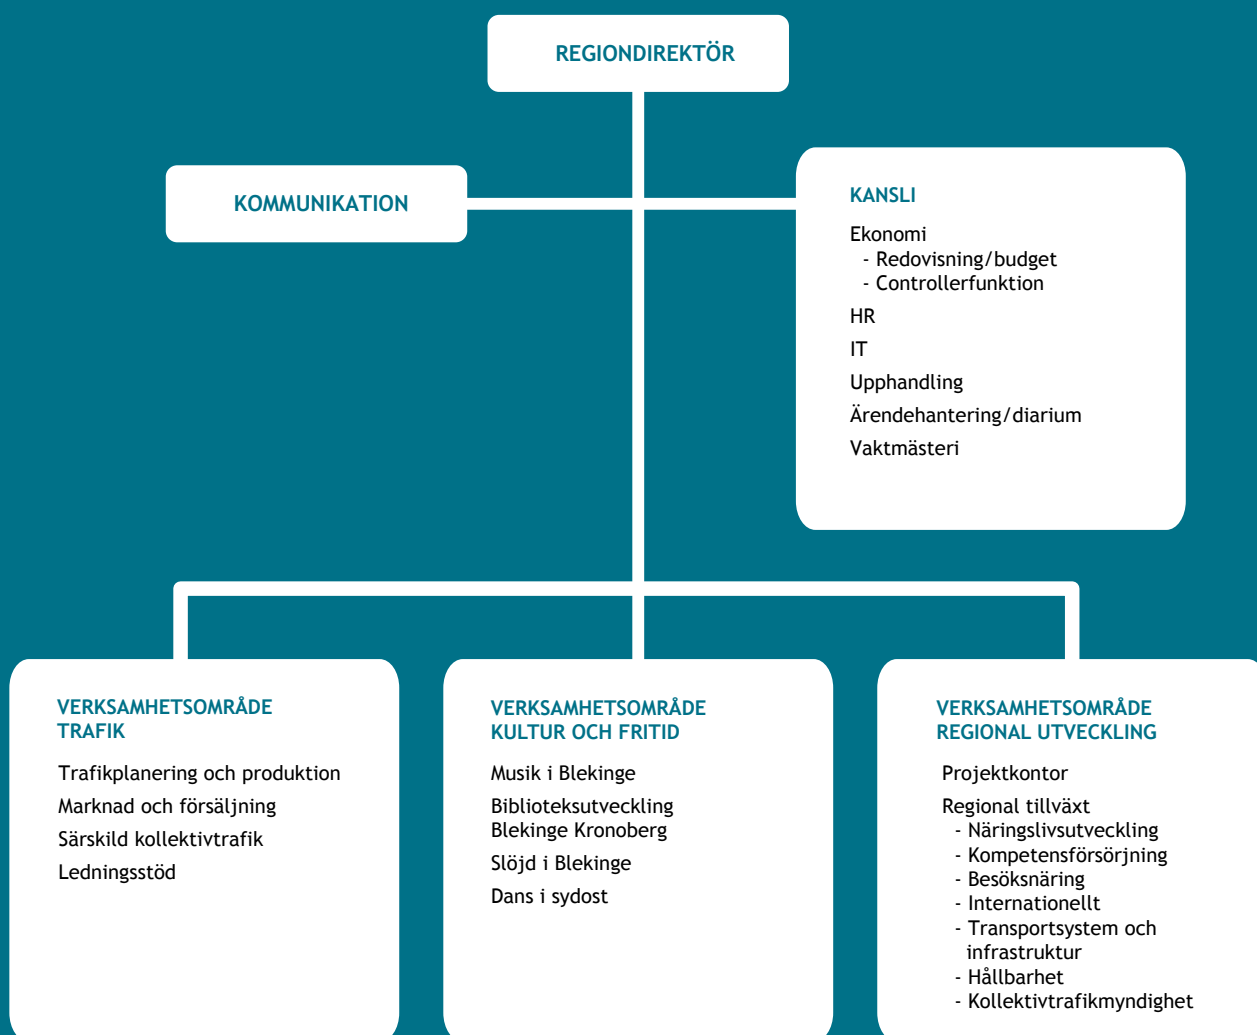 REGIONDIREKTÖR
KOMMUNIKATION
KANSLI
Ekonomi
- Redovisning/budget
- Controllerfunktion
HR
IT
Upphandling
Ärendehantering/diarium
Vaktmästeri
VERKSAMHETSOMRÅDE
TRAFIK
Trafikplanering och produktion
Marknad och försäljning
Särskild kollektivtrafik
Ledningsstöd
VERKSAMHETSOMRÅDE
KULTUR OCH FRITID
Musik i Blekinge
Biblioteksutveckling
Blekinge Kronoberg
Slöjd i Blekinge
Dans i sydost
VERKSAMHETSOMRÅDE
REGIONAL UTVECKLING
Projektkontor
Regional tillväxt
- Näringslivsutveckling
- Kompetensförsörjning
- Besöksnäring
- Internationellt
- Transportsystem och
infrastruktur
- Hållbarhet
- Kollektivtrafikmyndighet